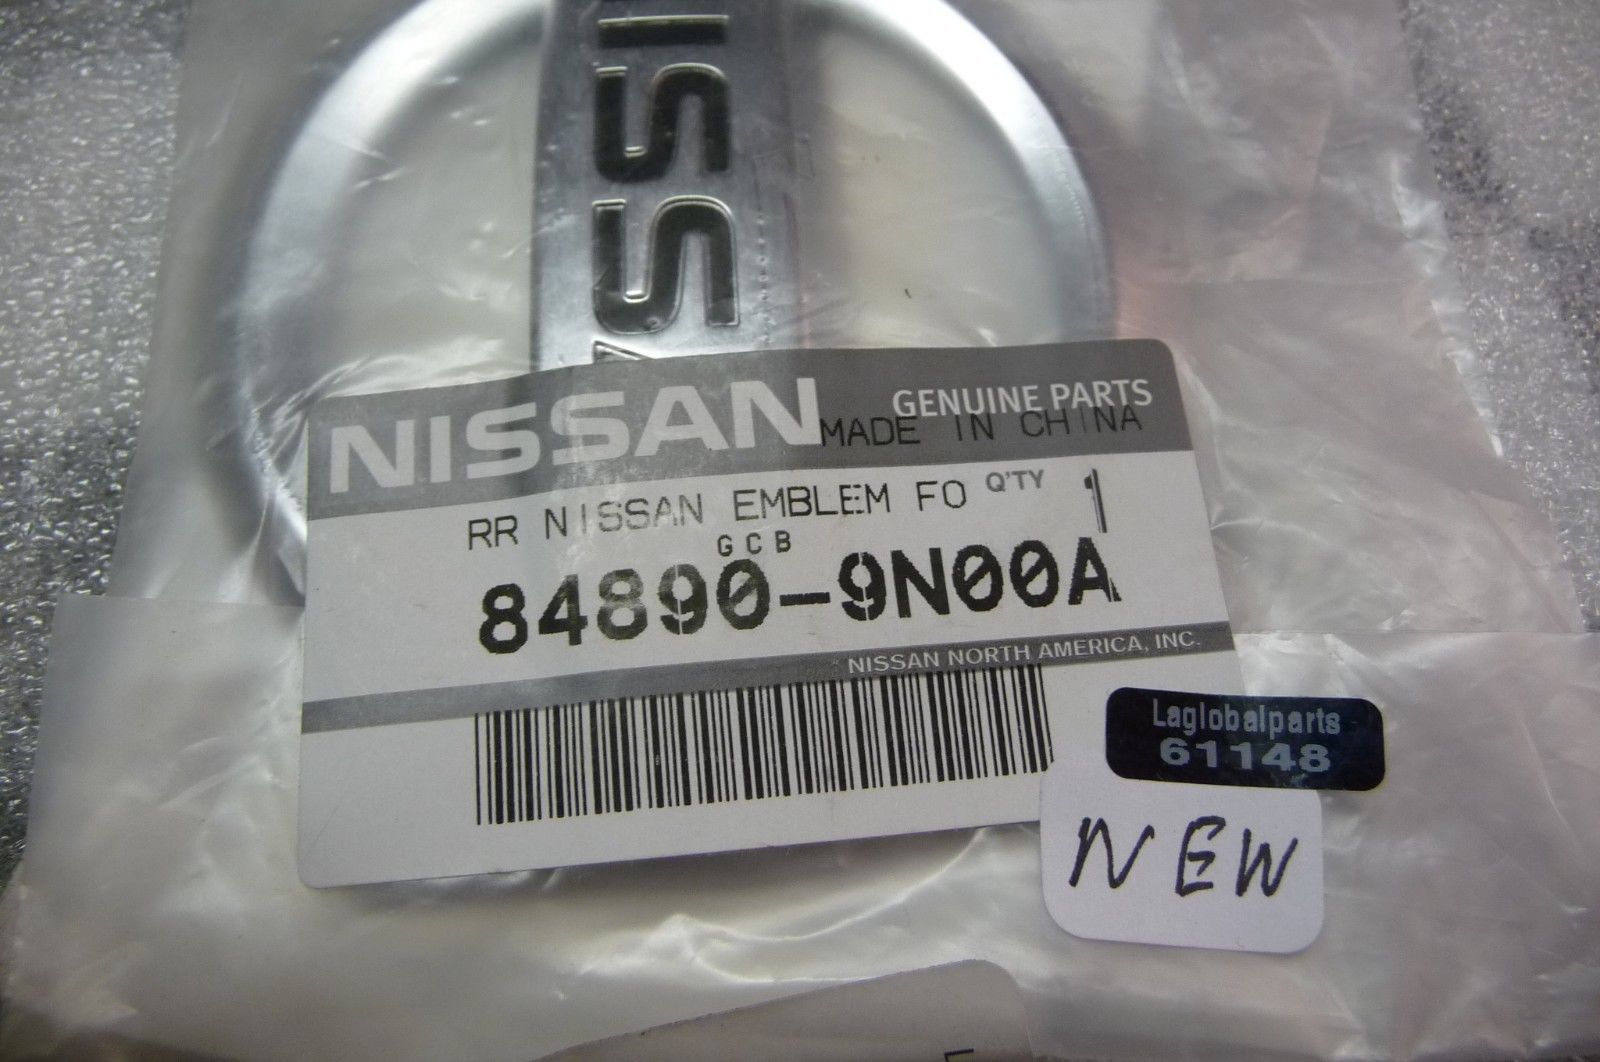 ISSI
NISSAN
GENUINE PARTS
MADE IN CHINA
RR NISSAN EMBLEM FO Q'TY 1
GCB
84890-9N00A
NISSAN NORTH AMERICA, INC.
Laglobalparts
61148
NEW